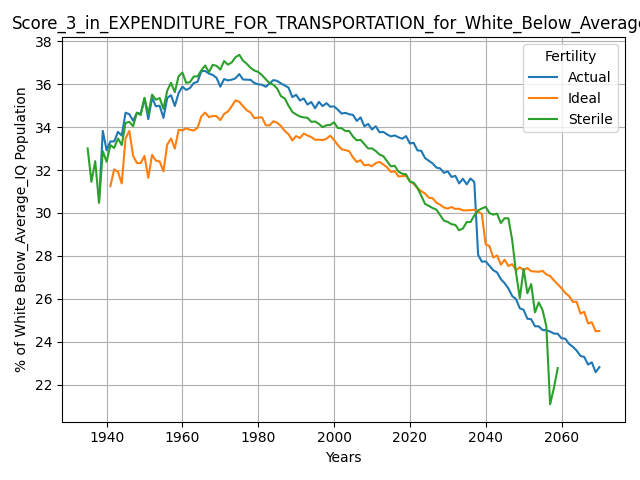 Score_3_in_EXPENDITURE_FOR_TRANSPORTATION_for_White_Below_Average
% of White Below_Average_IQ Population
38
36
34
32
30
28
26
24
22
1940
1960
1980
2000
2020
2040
2060
Years
Fertility
Actual
Ideal
Sterile